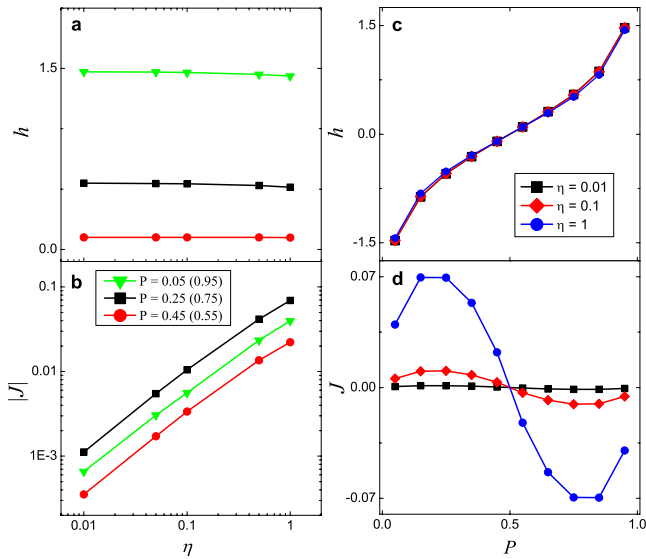 a
1.5
0.0
h
b
P = 0.05 (0.95)
P = 0.25 (0.75)
P = 0.45 (0.55)
0.1
0.01
1E-3
|J|
0.01 0.1 1
η
c
1.5
0.0
-1.5
h
η = 0.01
η = 0.1
η = 1
d
0.07
0.00
-0.07
J
0.0 0.5 1.0
P